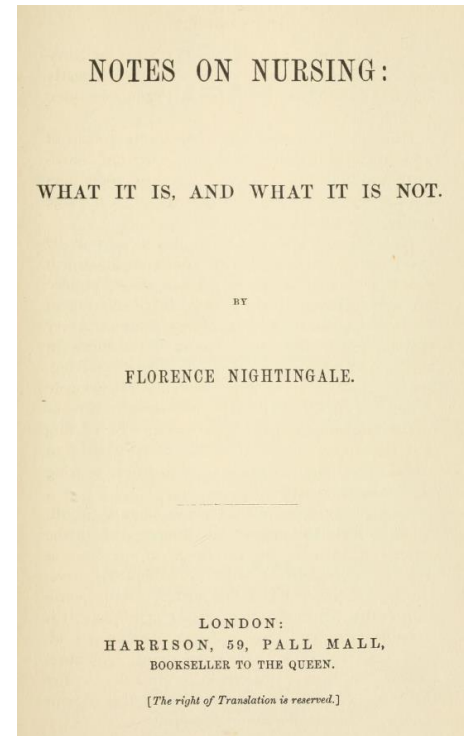 NOTES ON NURSING:
WHAT IT IS, AND WHAT IT IS NOT.
BY
FLORENCE NIGHTINGALE.
LONDON:
HARRISON, 59, PALL MALL,
BOOKSELLER TO THE QUEEN.
[The right of Translation is reserved.]